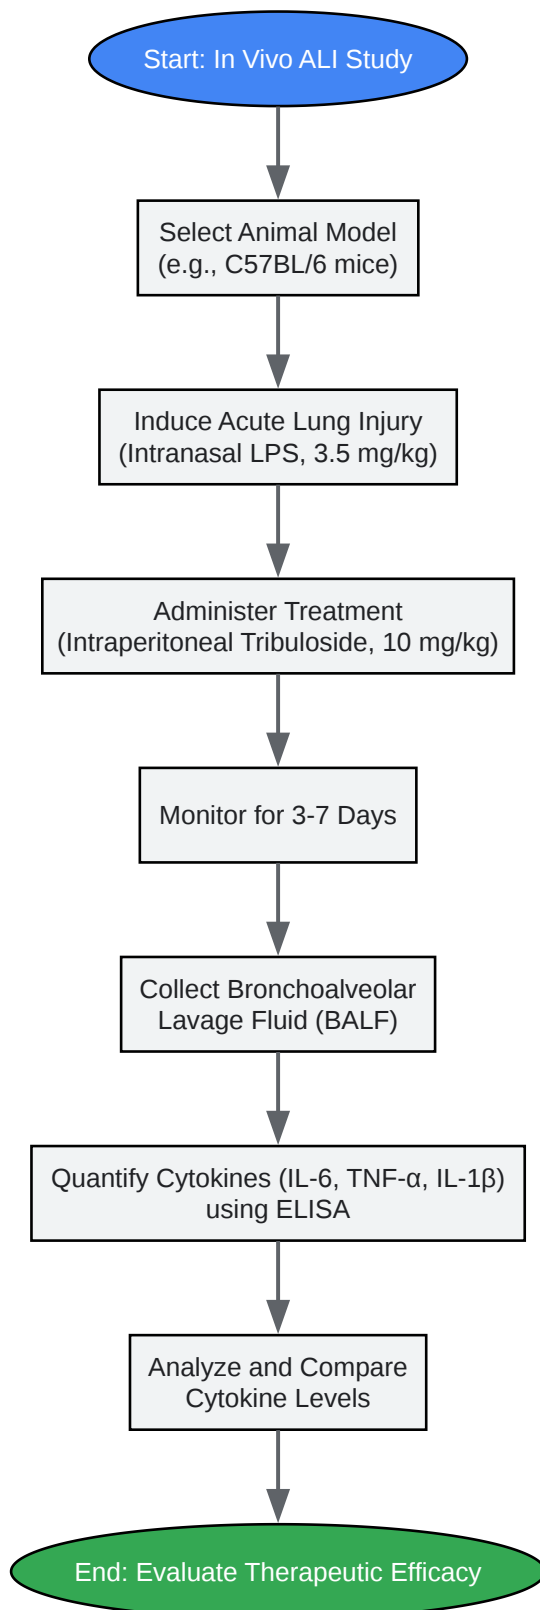 Start: In Vivo ALI Study
Select Animal Model
(e.g., C57BL/6 mice)
Induce Acute Lung Injury
(Intranasal LPS, 3.5 mg/kg)
Administer Treatment
(Intraperitoneal Tribuloside, 10 mg/kg)
Monitor for 3-7 Days
Collect Bronchoalveolar
Lavage Fluid (BALF)
Quantify Cytokines (IL-6, TNF-α, IL-1β)
using ELISA
Analyze and Compare
Cytokine Levels
End: Evaluate Therapeutic Efficacy